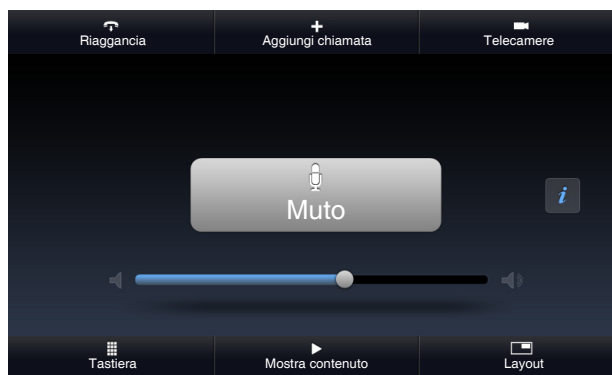 Riaggancia
Aggiungi chiamata
Telecamere
Muto
i
Tastiera
Mostra contenuto
Layout